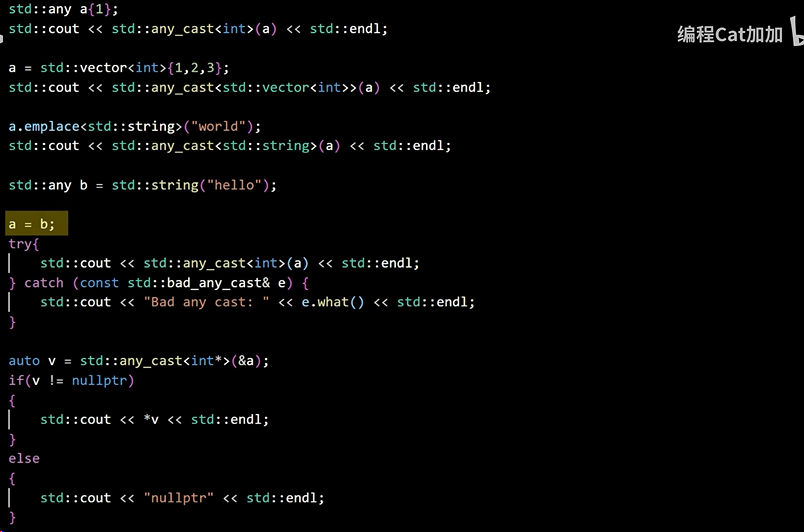 std::any a{1};
编程Cat加加
std::cout << std::any_cast<int>(a) << std::endl;
a = std::vector<int>{1,2,3};
std::cout << std::any_cast<std::vector<int>>(a) << std::endl;
a.emplace<std::string>("world");
std::cout << std::any_cast<std::string>(a) << std::endl;
std::any b = std::string("hello");
a = b;
try{
    std::cout << std::any_cast<int>(a) << std::endl;
} catch (const std::bad_any_cast& e) {
    std::cout << "Bad any cast: " << e.what() << std::endl;
}
auto v = std::any_cast<int*>(&a);
if(v != nullptr)
{
    std::cout << *v << std::endl;
}
else
{
    std::cout << "nullptr" << std::endl;
}